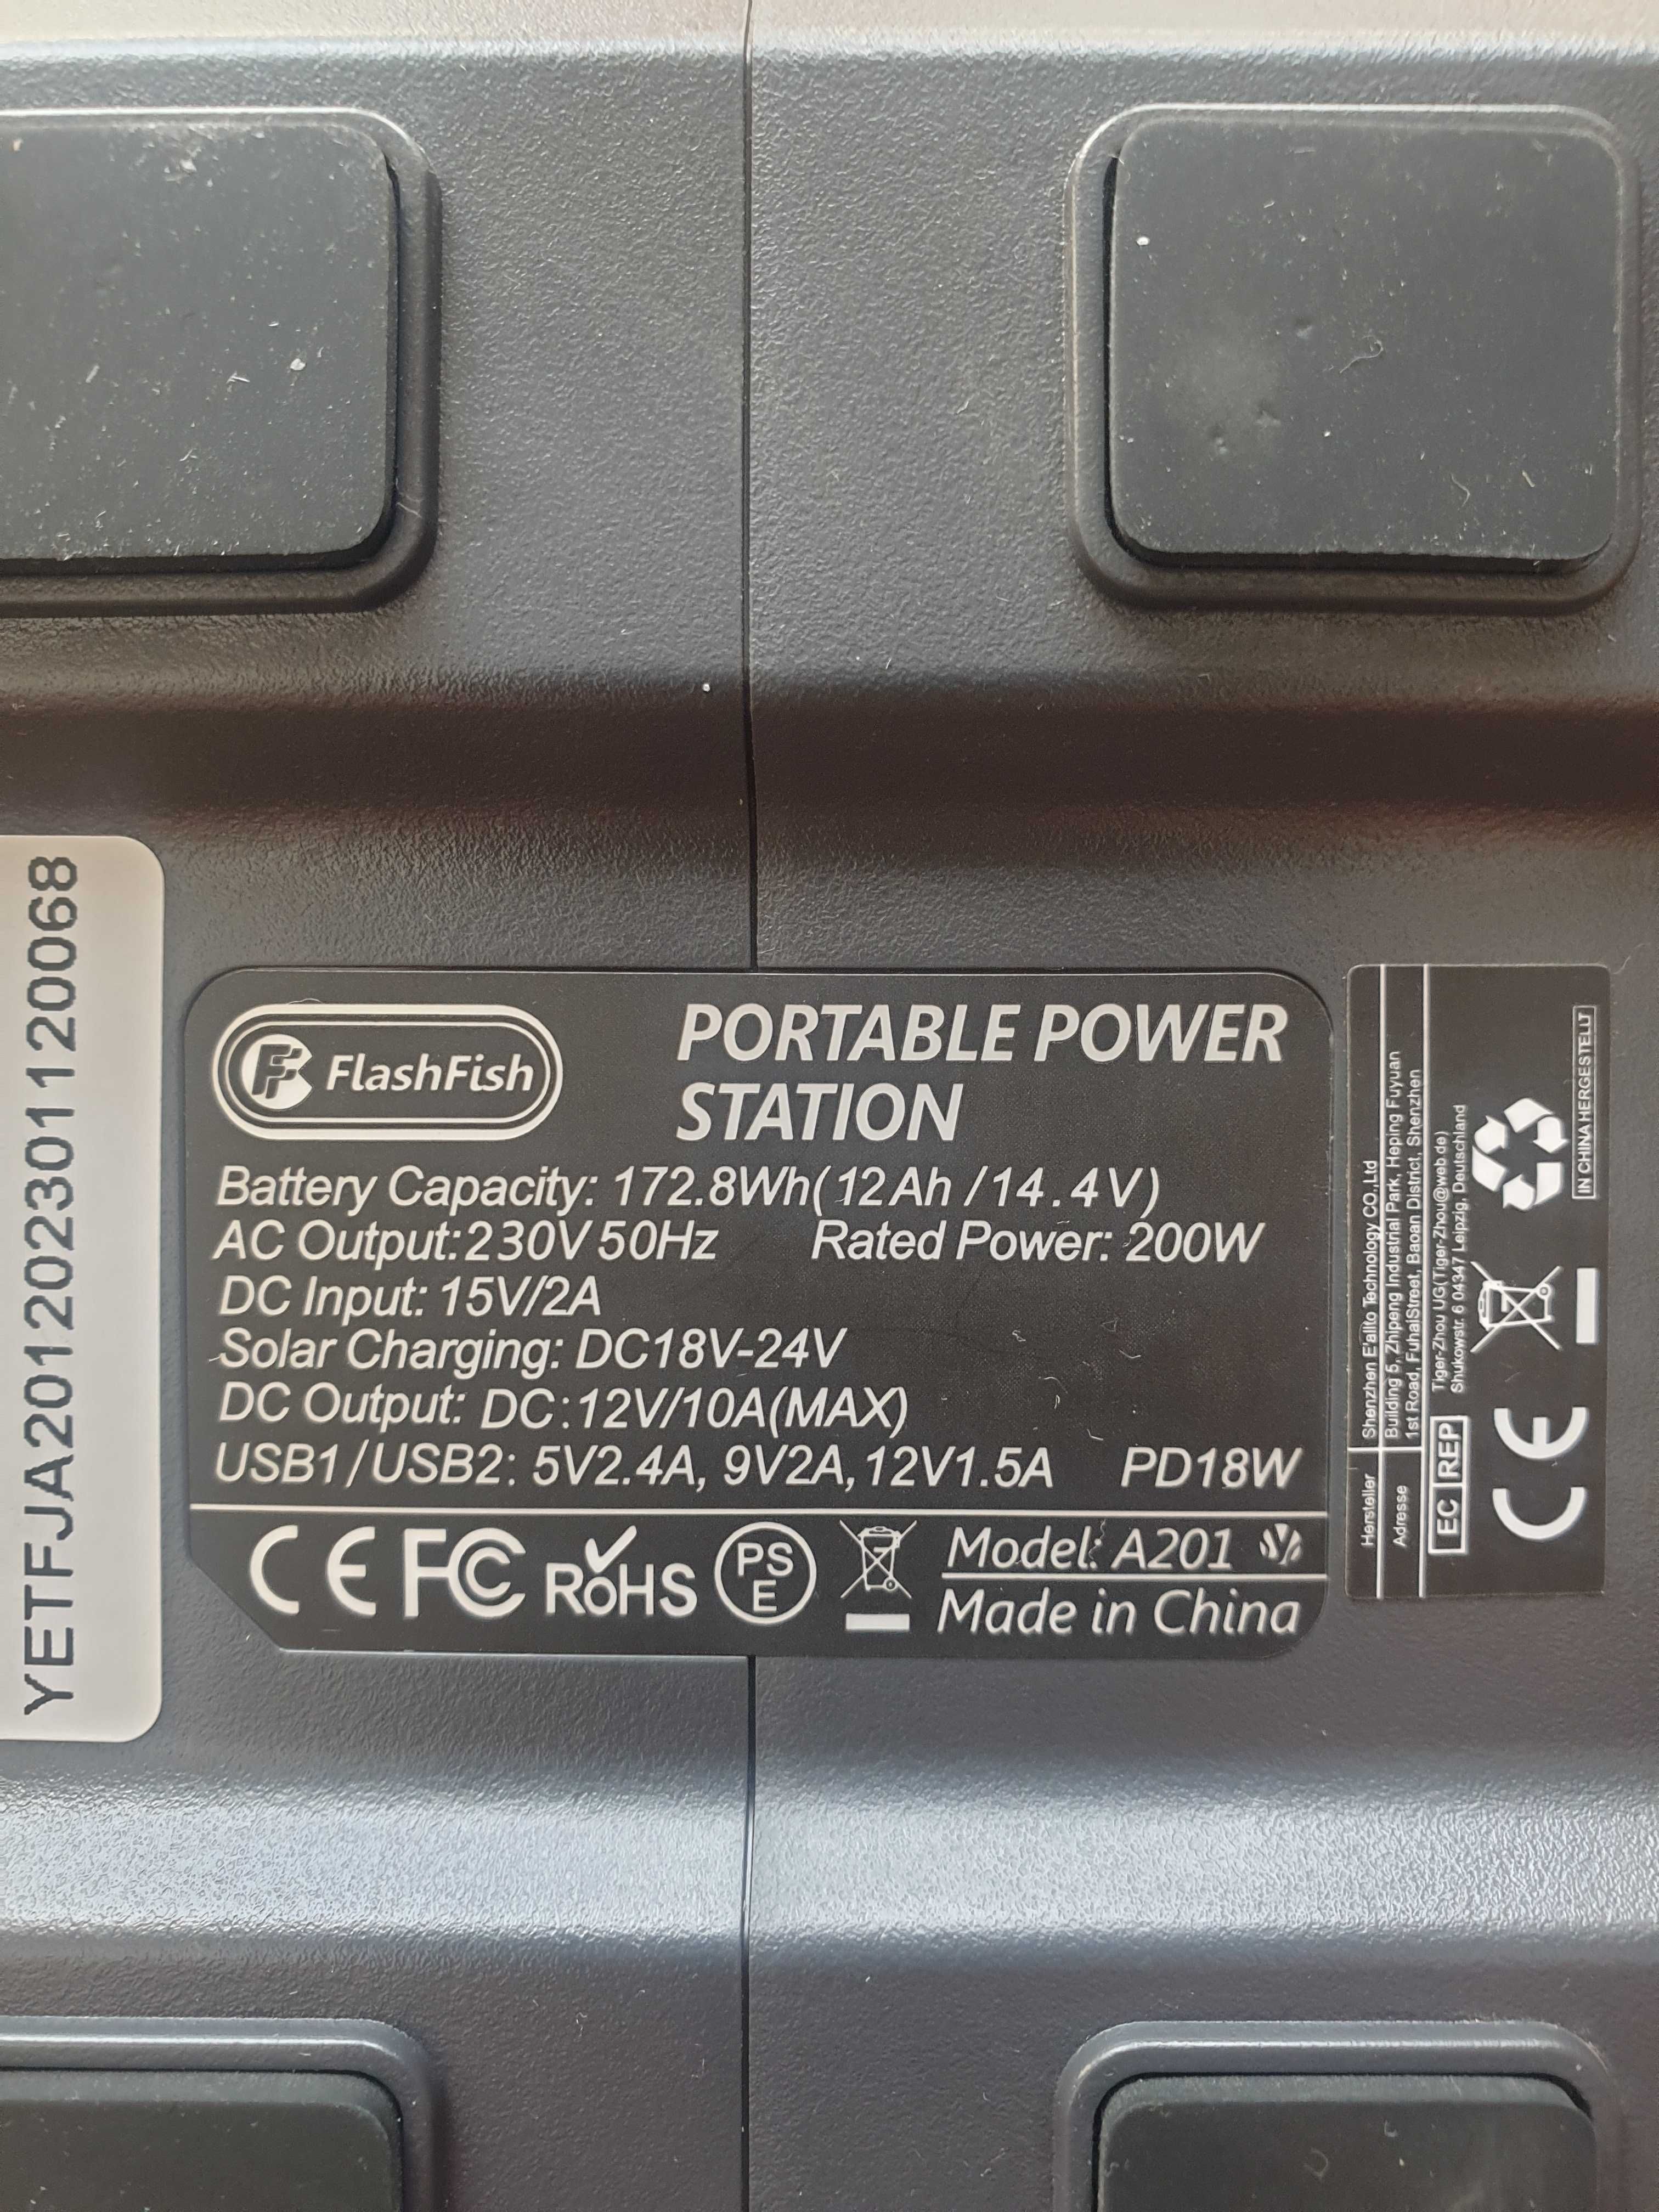 YETFJA201202301120068
FlashFish
PORTABLE POWER
STATION
Battery Capacity: 172.8Wh(12Ah/14.4V)
AC Output:230V50Hz Rated Power: 200W
DC Input: 15V/2A
Solar Charging: DC18V-24V
DC Output: DC:12V/10A(MAX)
USB1/USB2: 5V2.4A, 9V2A,12V1.5A PD18W
CE FC RoHS PSE Model: A201
Made in China
Hersteller Shenzhen Eallto Technology CO.,Ltd
Adresse Building 5, Zhipeng Industrial Park, Heping Fuyuan
1st Road, FuhaiStreet, Baoan District, Shenzhen
EC REP Tiger-Zhou UG(Tiger-Zhou@web.de)
Shukowstr. 6 04347 Leipzig, Deutschland
CE
IN CHINA HERGESTELLT